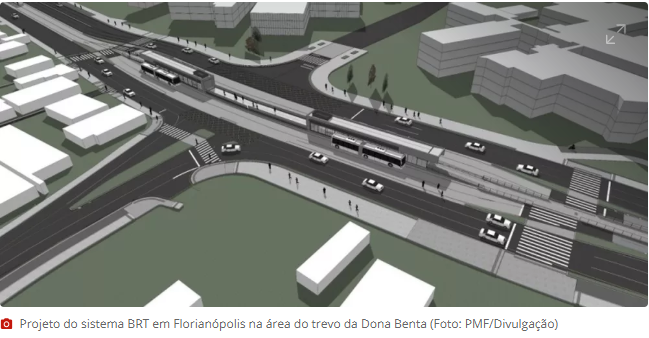 Projeto do sistema BRT em Florianópolis na área do trevo da Dona Benta (Foto: PMF/Divulgação)